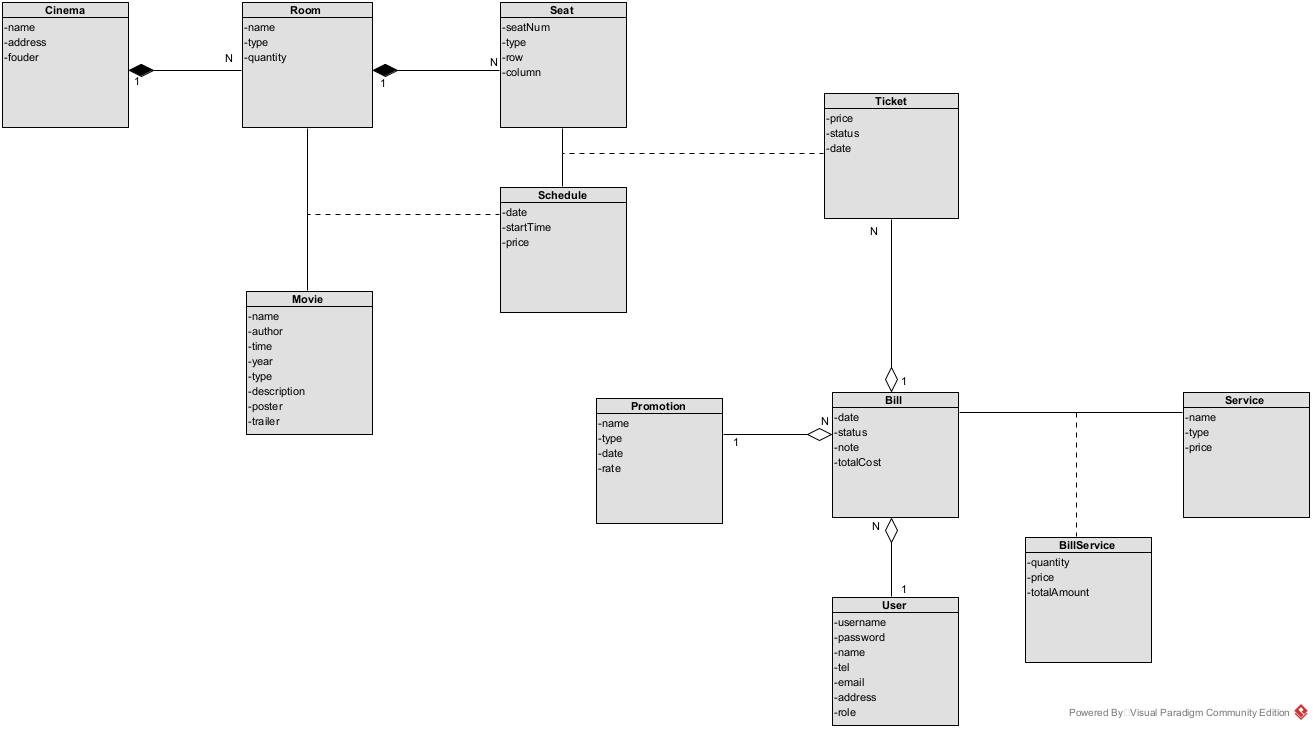 Cinema
-name
-address
-fouder
1
N
Room
-name
-type
-quantity
1
N
Seat
-seatNum
-type
-row
-column
Ticket
-price
-status
-date
N
Schedule
-date
-startTime
-price
Movie
-name
-author
-time
-year
-type
-description
-poster
-trailer
1
Promotion
-name
-type
-date
-rate
1
N
Bill
-date
-status
-note
-totalCost
N
Service
-name
-type
-price
BillService
-quantity
-price
-totalAmount
1
User
-username
-password
-name
-tel
-email
-address
-role
Powered By Visual Paradigm Community Edition